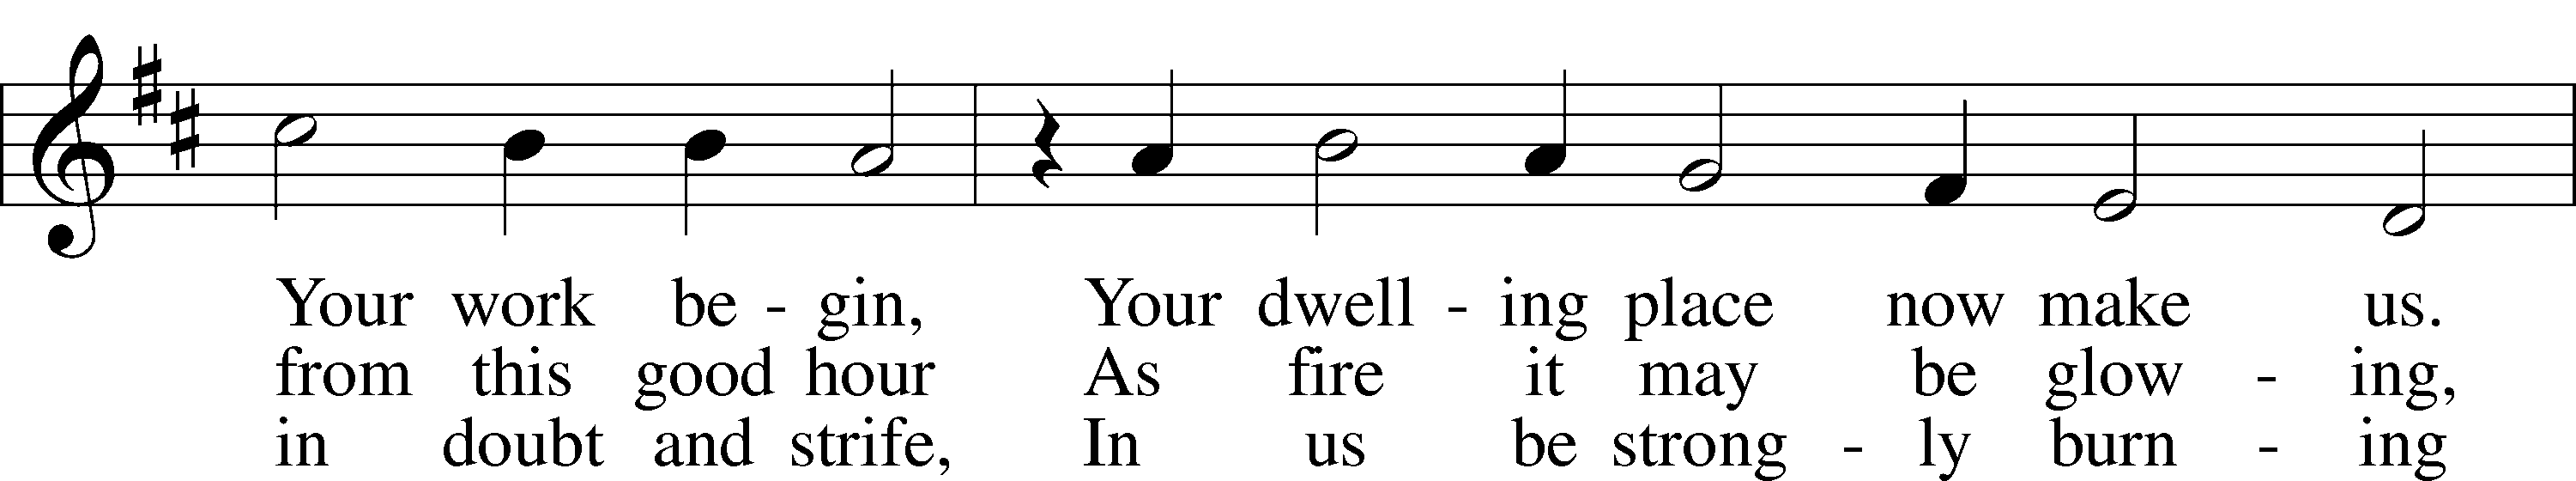 Your work be - gin, Your dwell - ing place now make us.
from this good hour As fire it may be glow - ing,
in doubt and strife, In us be strong - ly burn - ing